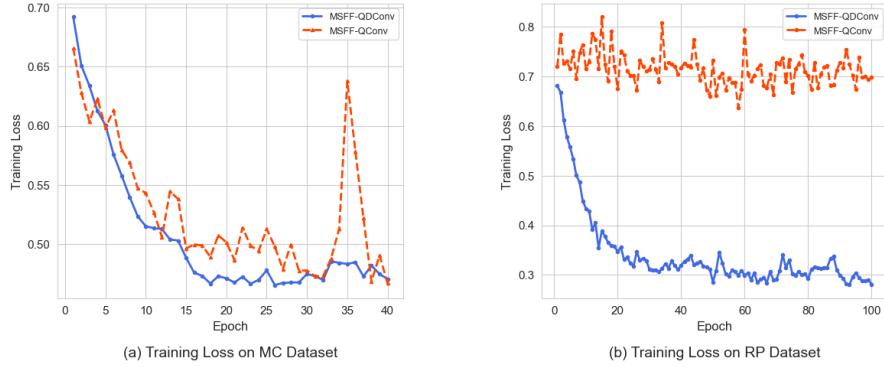 0.70
0.65
0.60
0.55
0.50
Training Loss
MSFF-QDConv
MSFF-QConv
0 5 10 15 20 25 30 35 40
Epoch
(a) Training Loss on MC Dataset
0.8
0.7
0.6
0.5
0.4
0.3
Training Loss
MSFF-QDConv
MSFF-QConv
0 20 40 60 80 100
Epoch
(b) Training Loss on RP Dataset